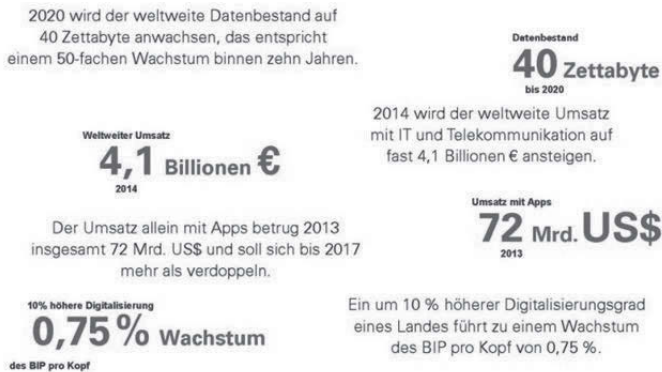 2020 wird der weltweite Datenbestand auf
40 Zettabyte anwachsen, das entspricht
einem 50-fachen Wachstum binnen zehn Jahren.
Datenbestand
40 Zettabyte
bis 2020
Weltweiter Umsatz
4,1 Billionen €
2014
2014 wird der weltweite Umsatz
mit IT und Telekommunikation auf
fast 4,1 Billionen € ansteigen.
Der Umsatz allein mit Apps betrug 2013
insgesamt 72 Mrd. US$ und soll sich bis 2017
mehr als verdoppeln.
Umsatz mit Apps
72 Mrd. US$
2013
10% höhere Digitalisierung
0,75% Wachstum
des BIP pro Kopf
Ein um 10 % höherer Digitalisierungsgrad
eines Landes führt zu einem Wachstum
des BIP pro Kopf von 0,75 %.